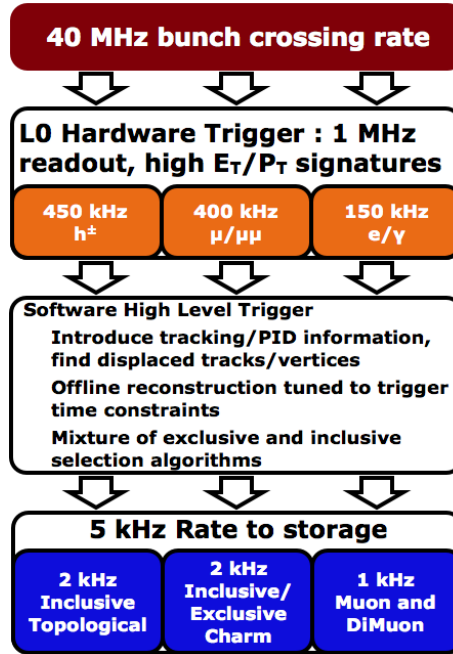 40 MHz bunch crossing rate
L0 Hardware Trigger : 1 MHz
readout, high E_T/P_T signatures
450 kHz
h±
400 kHz
μ/μμ
150 kHz
e/γ
Software High Level Trigger
Introduce tracking/PID information,
find displaced tracks/vertices
Offline reconstruction tuned to trigger
time constraints
Mixture of exclusive and inclusive
selection algorithms
5 kHz Rate to storage
2 kHz
Inclusive
Topological
2 kHz
Inclusive/
Exclusive
Charm
1 kHz
Muon and
DiMuon